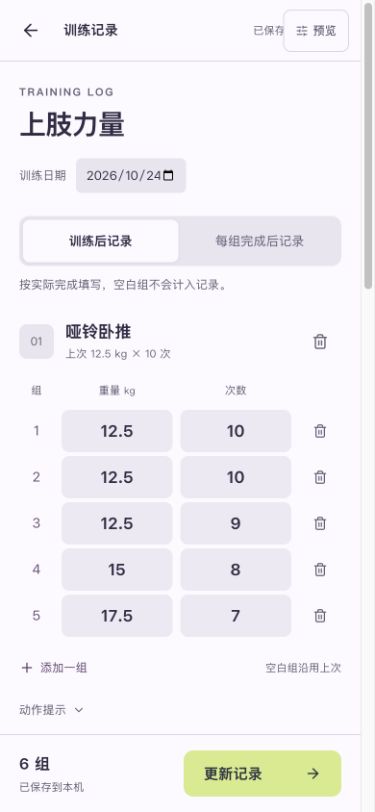 训练记录
已保存 预览
TRAINING LOG
上肢力量
训练日期 2026/10/24
训练后记录 每组完成后记录
按实际完成填写，空白组不会计入记录。
01 哑铃卧推
上次 12.5 kg × 10 次
组 重量 kg 次数
1 12.5 10
2 12.5 10
3 12.5 9
4 15 8
5 17.5 7
添加一组 空白组沿用上次
动作提示
6 组
已保存到本机
更新记录